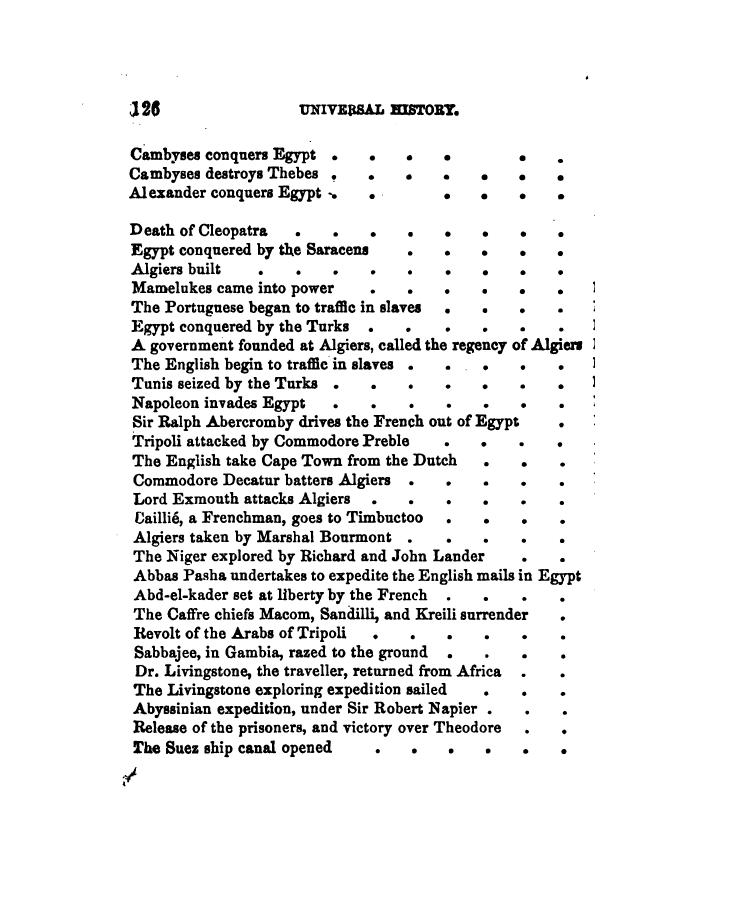 126 UNIVERSAL HISTORY.
Cambyses conquers Egypt . . . . . .
Cambyses destroys Thebes . . . . . . .
Alexander conquers Egypt . . . . . .
Death of Cleopatra . . . . . . . .
Egypt conquered by the Saracens . . . . .
Algiers built . . . . . . . . .
Mamelukes came into power . . . . . .
The Portuguese began to traffic in slaves . . . .
Egypt conquered by the Turks . . . . . .
A government founded at Algiers, called the regency of Algiers
The English begin to traffic in slaves . . . . .
Tunis seized by the Turks . . . . . . .
Napoleon invades Egypt . . . . . . .
Sir Ralph Abercromby drives the French out of Egypt .
Tripoli attacked by Commodore Preble . . . .
The English take Cape Town from the Dutch . . .
Commodore Decatur batters Algiers . . . . .
Lord Exmouth attacks Algiers . . . . . .
Caillié, a Frenchman, goes to Timbuctoo . . . .
Algiers taken by Marshal Bourmont . . . . .
The Niger explored by Richard and John Lander . .
Abbas Pasha undertakes to expedite the English mails in Egypt
Abd-el-kader set at liberty by the French . . . .
The Caffre chiefs Macom, Sandilli, and Kreili surrender .
Revolt of the Arabs of Tripoli . . . . . .
Sabbajee, in Gambia, razed to the ground . . . .
Dr. Livingstone, the traveller, returned from Africa . .
The Livingstone exploring expedition sailed . . .
Abyssinian expedition, under Sir Robert Napier . . .
Release of the prisoners, and victory over Theodore . .
The Suez ship canal opened . . . . . .